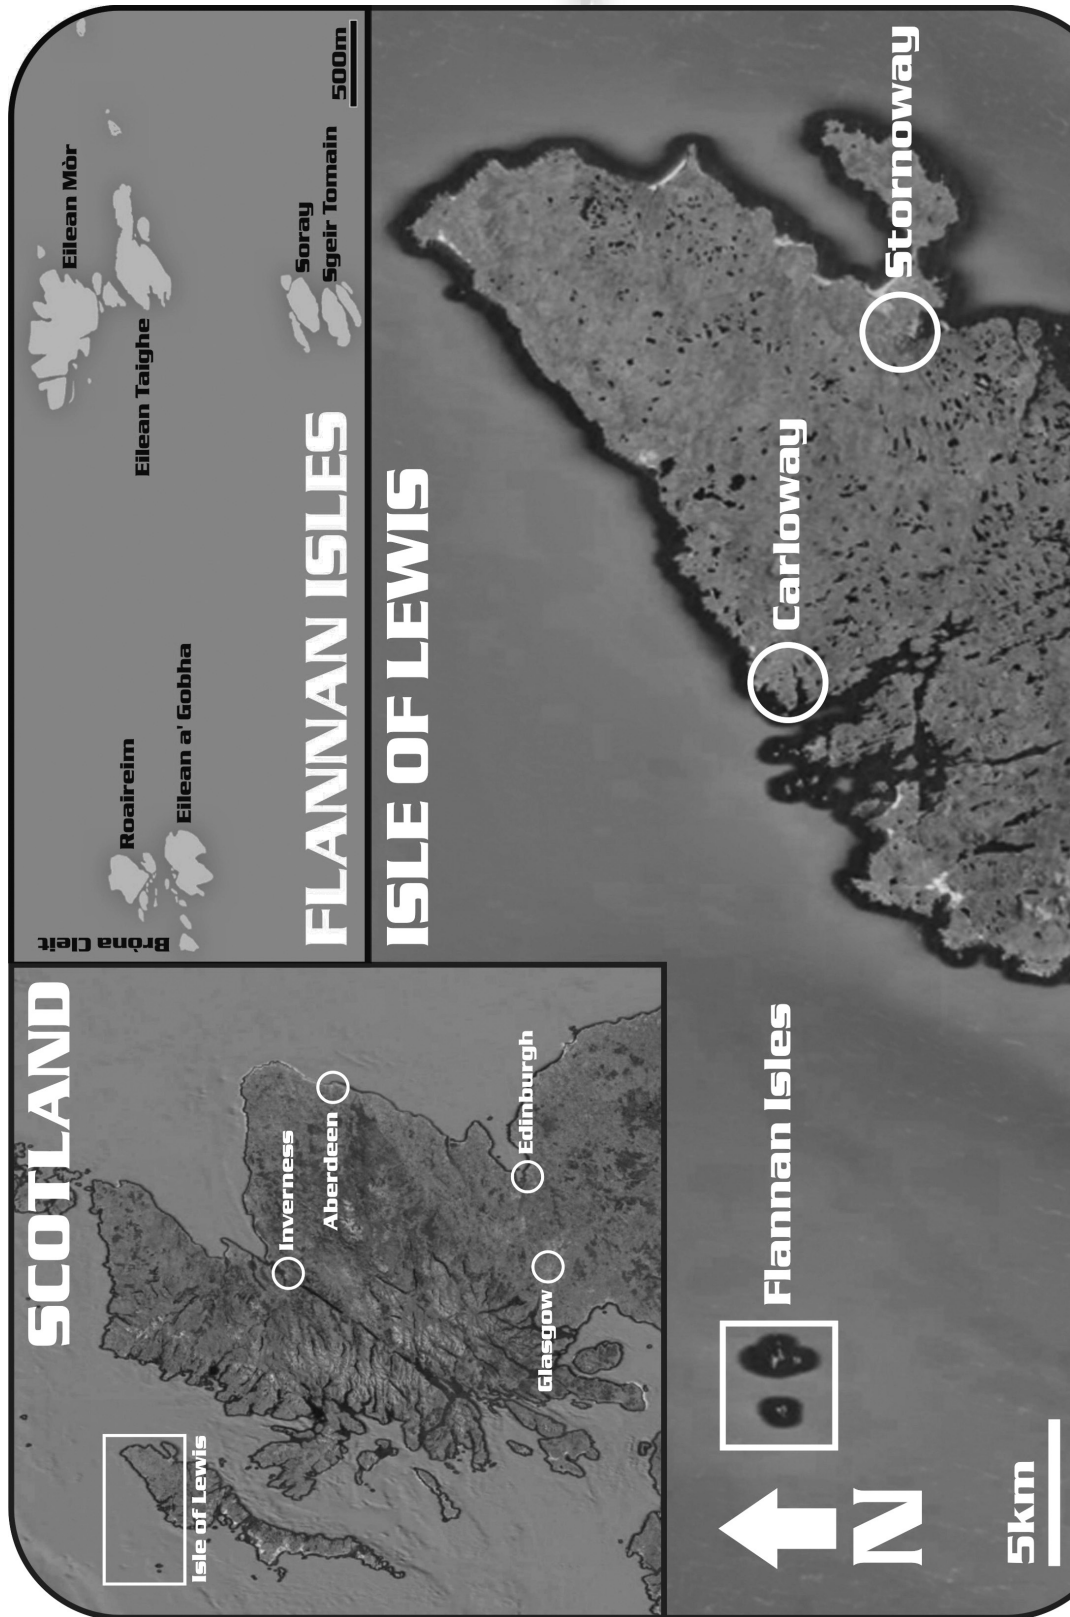 SCOTLAND
Inverness
Aberdeen
Edinburgh
Glasgow
Isle of Lewis
Bròna Cleit
Roaireim
Eilean a' Gobha
Eilean Taighe
Eilean Mòr
Soray
Sgeir Tomain
500m
FLANNAN ISLES
ISLE OF LEWIS
Carloway
Stornoway
Flannan Isles
N
5km